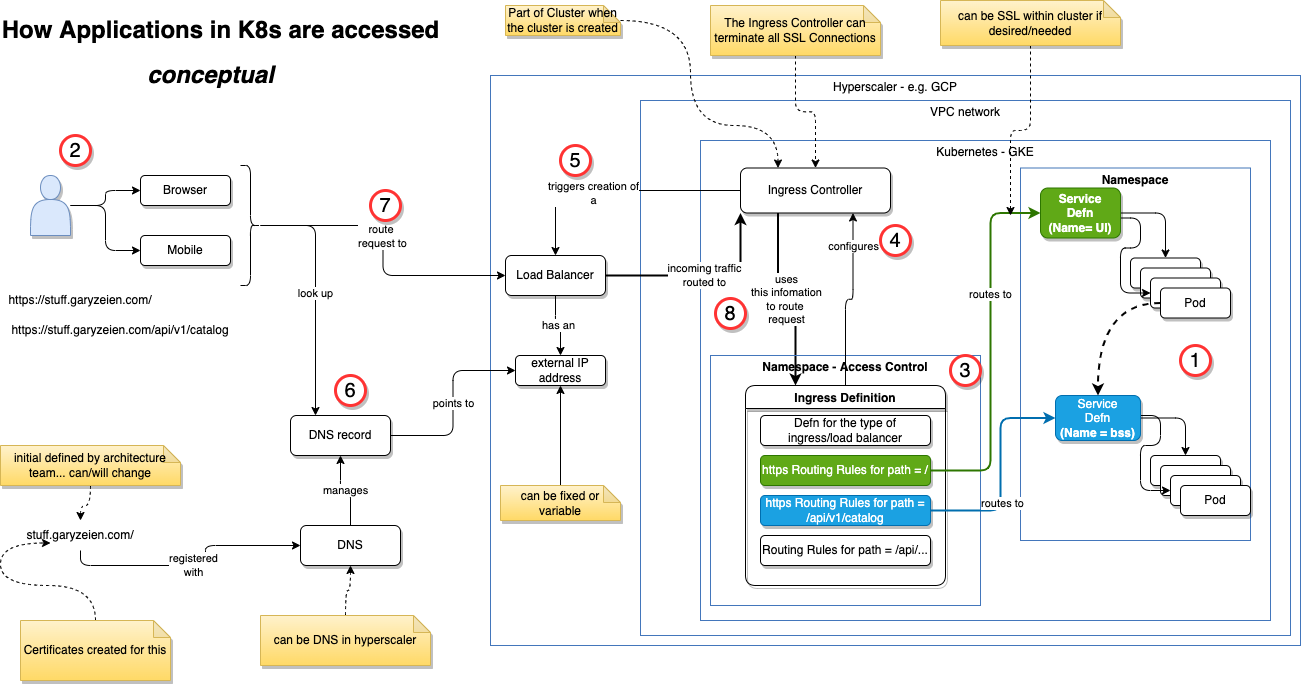 How Applications in K8s are accessed
conceptual
Part of Cluster when
the cluster is created
The Ingress Controller can
terminate all SSL Connections
can be SSL within cluster if
desired/needed
Hyperscaler - e.g. GCP
VPC network
Kubernetes - GKE
2
Browser
Mobile
https://stuff.garyzeien.com/
https://stuff.garyzeien.com/api/v1/catalog
7
route
request to
look up
5
triggers creation of
a
Load Balancer
has an
external IP
address
can be fixed or
variable
6
DNS record
points to
manages
DNS
can be DNS in hyperscaler
initial defined by architecture
team... can/will change
stuff.garyzeien.com/
registered
with
Certificates created for this
Ingress Controller
incoming traffic
routed to
8
uses
this infomation
to route
request
configures
4
Namespace - Access Control
3
Ingress Definition
Defn for the type of
ingress/load balancer
https Routing Rules for path = /
https Routing Rules for path =
/api/v1/catalog
Routing Rules for path = /api/...
routes to
routes to
Namespace
Service
Defn
(Name= UI)
Pod
1
Service
Defn
(Name = bss)
Pod